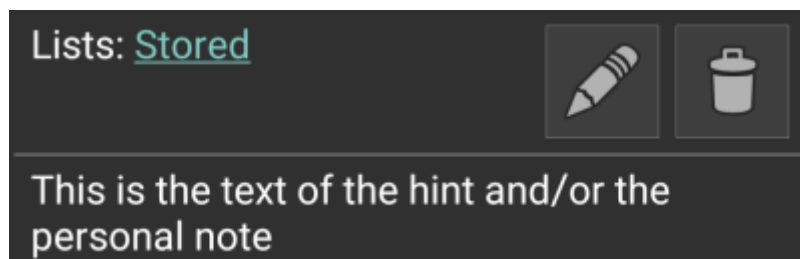 Lists: Stored
This is the text of the hint and/or the
personal note